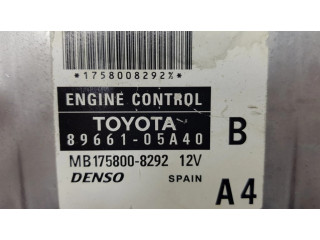 *1758008292%*
ENGINE CONTROL
TOYOTA B
89661-05A40
MB175800-8292 12V
DENSO SPAIN A4